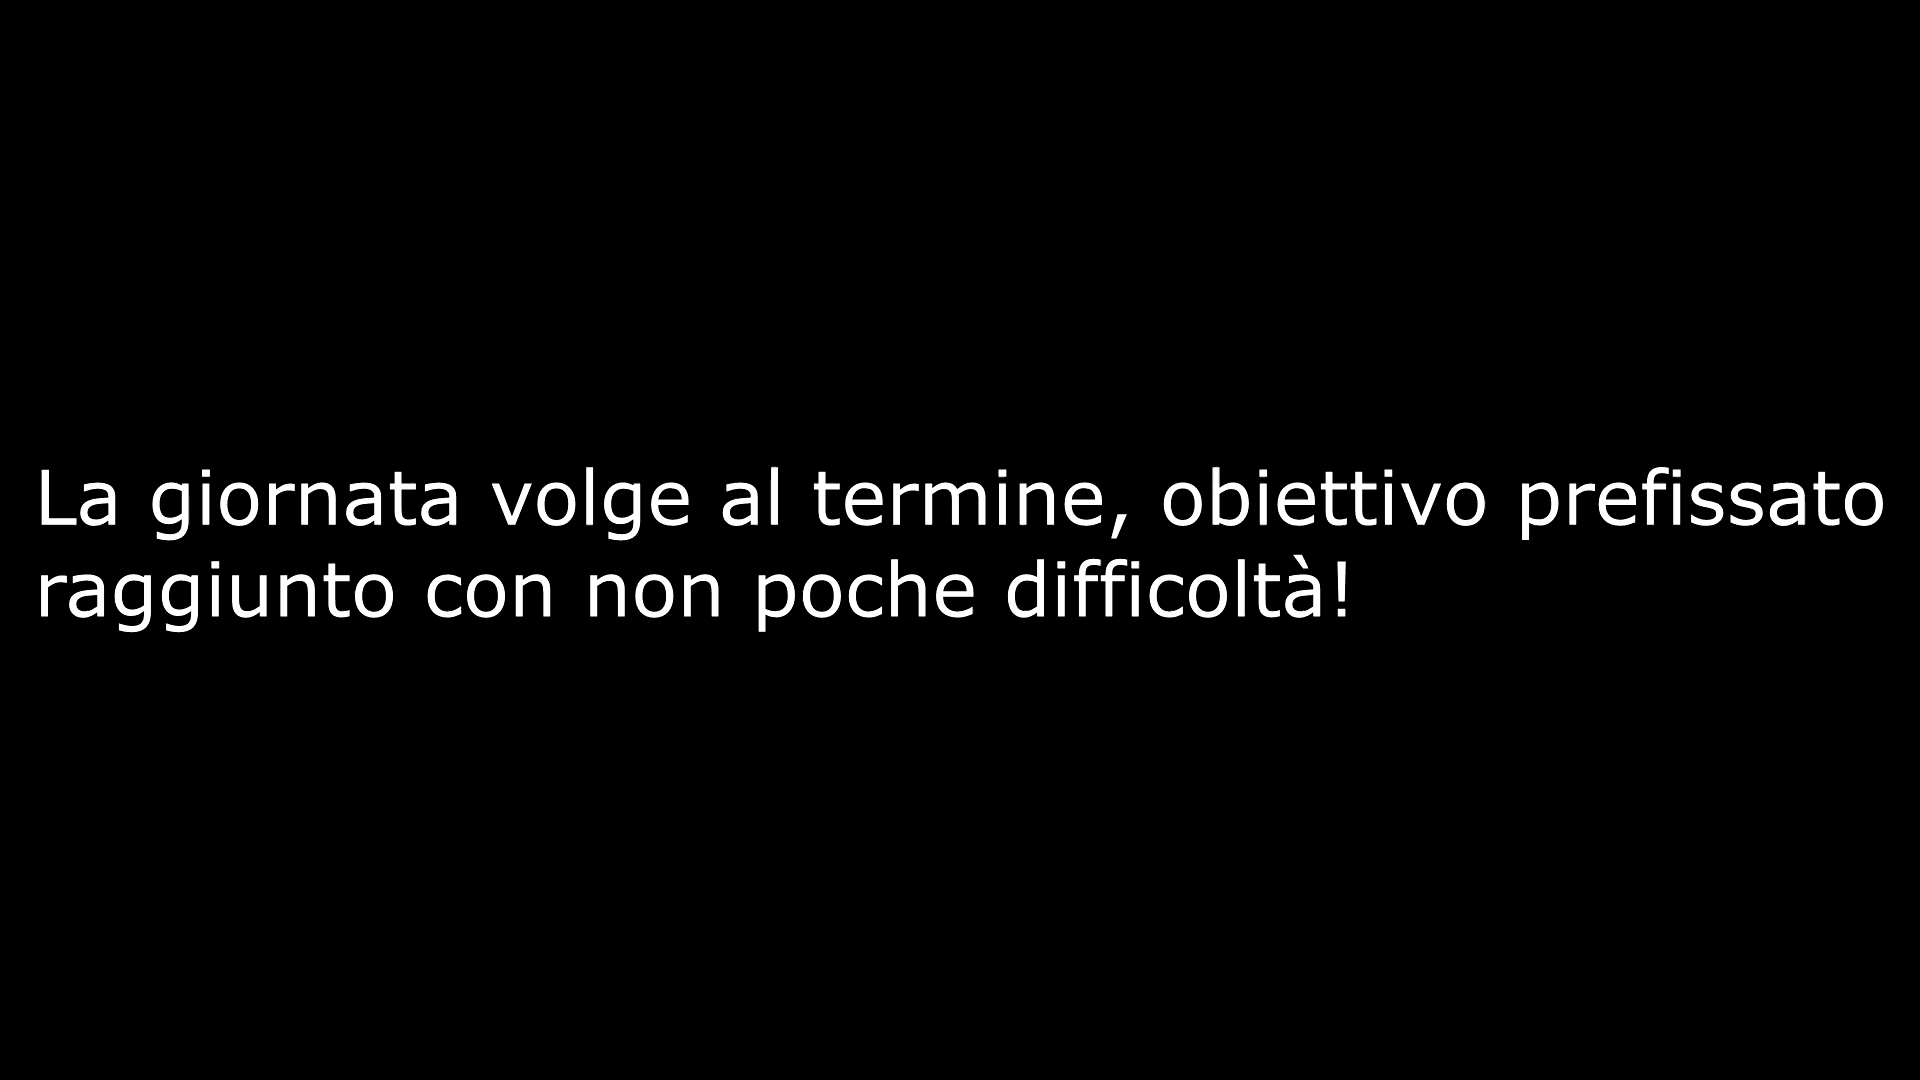 La giornata volge al termine, obiettivo prefissato
raggiunto con non poche difficoltà!